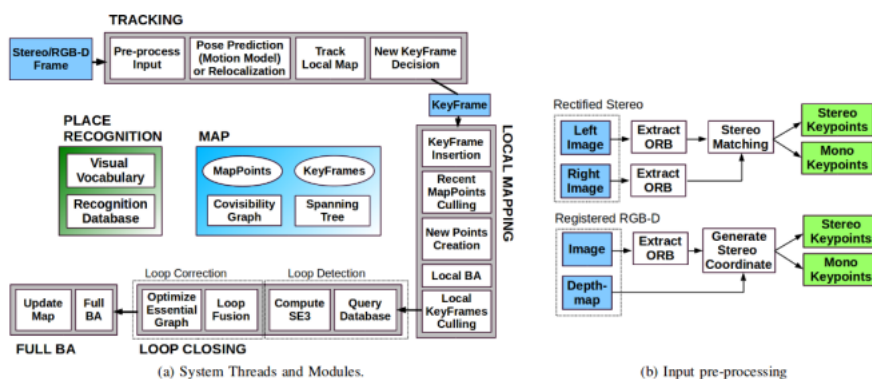 TRACKING
Stereo/RGB-D
Frame
Pre-process
Input
Pose Prediction
(Motion Model)
or Relocalization
Track
Local Map
New KeyFrame
Decision
KeyFrame
PLACE
RECOGNITION
Visual
Vocabulary
Recognition
Database
MAP
MapPoints
KeyFrames
Covisibility
Graph
Spanning
Tree
LOCAL MAPPING
KeyFrame
Insertion
Recent
MapPoints
Culling
New Points
Creation
Local BA
Local
KeyFrames
Culling
Loop Correction
Loop Detection
Update
Map
Full
BA
Optimize
Essential
Graph
Loop
Fusion
Compute
SE3
Query
Database
FULL BA
LOOP CLOSING
(a) System Threads and Modules.
Rectified Stereo
Left
Image
Extract
ORB
Stereo
Matching
Stereo
Keypoints
Mono
Keypoints
Right
Image
Extract
ORB
Registered RGB-D
Image
Extract
ORB
Generate
Stereo
Coordinate
Stereo
Keypoints
Mono
Keypoints
Depth-
map
(b) Input pre-processing